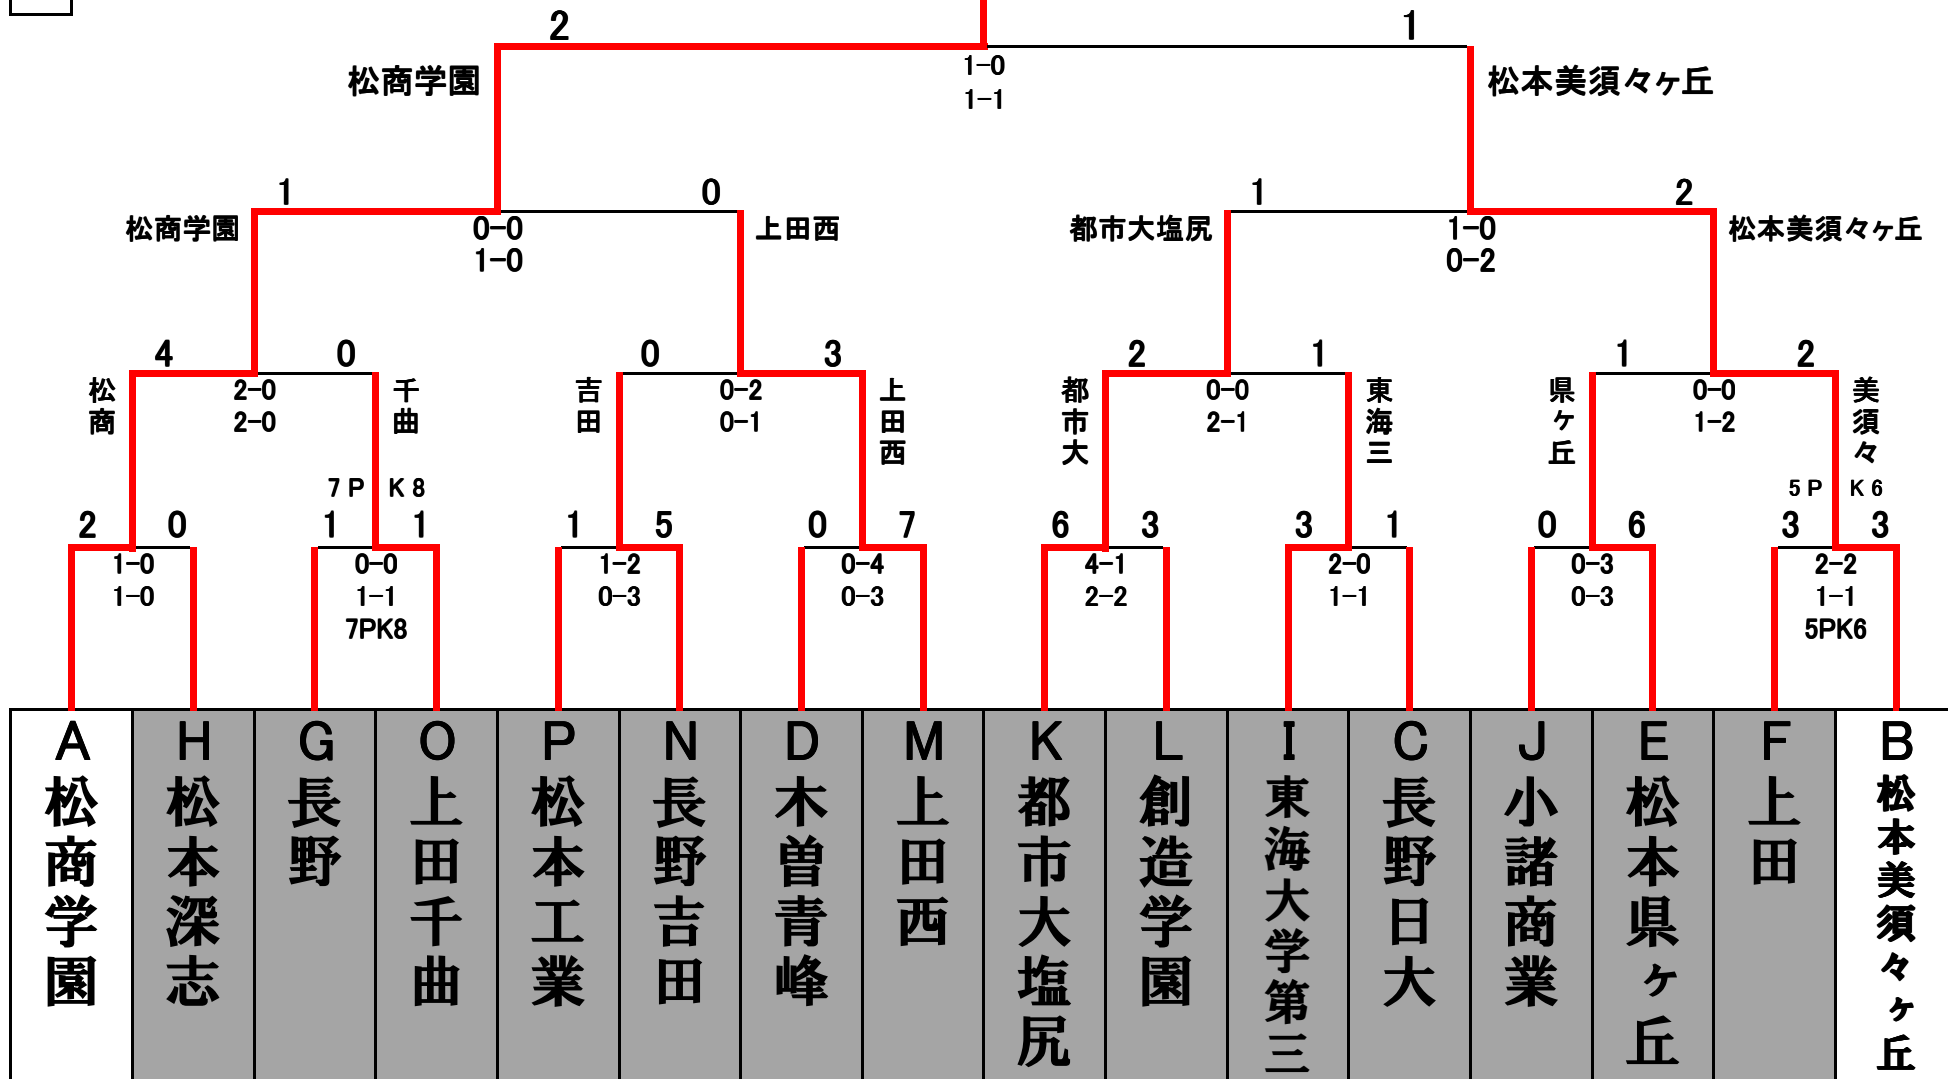 2 1
松商学園 1-0 松本美須々ヶ丘
1-1
1 0 1 2
松商学園 0-0 上田西 都市大塩尻 1-0 松本美須々ヶ丘
1-0 0-2
4 0 0 3 2 1 1 2
松商 2-0 千曲 吉田 0-2 上田西 都市大 0-0 東海三 県ヶ丘 0-0 美須々
2-0 0-1 2-1 1-2
7PK8 5PK6
2 0 1 1 1 5 0 7 6 3 3 1 0 6 3 3
1-0 0-0 1-2 0-4 4-1 2-0 0-3 2-2
1-0 1-1 0-3 0-3 2-2 1-1 0-3 1-1
7PK8 5PK6
A 松商学園
H 松本深志
G 長野
O 上田千曲
P 松本工業
N 長野吉田
D 木曽青峰
M 上田西
K 都市大塩尻
L 創造学園
I 東海大学第三
C 長野日大
J 小諸商業
E 松本県ヶ丘
F 上田
B 松本美須々ヶ丘